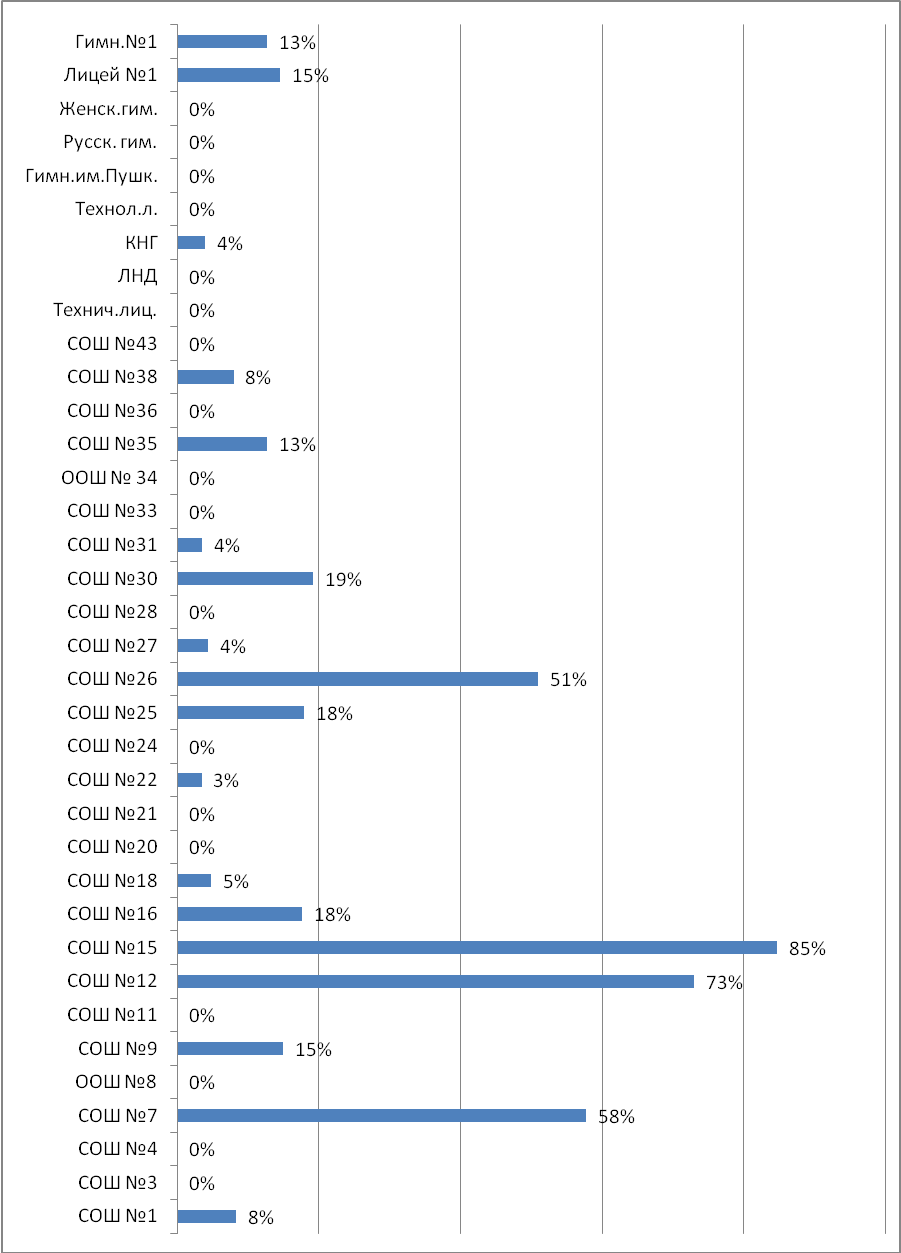 Гимн.№1 13%
Лицей №1 15%
Женск.гим. 0%
Русск. гим. 0%
Гимн.им.Пушк. 0%
Технол.л. 0%
КНГ 4%
ЛНД 0%
Технич.лиц. 0%
СОШ №43 0%
СОШ №38 8%
СОШ №36 0%
СОШ №35 13%
ООШ № 34 0%
СОШ №33 0%
СОШ №31 4%
СОШ №30 19%
СОШ №28 0%
СОШ №27 4%
СОШ №26 51%
СОШ №25 18%
СОШ №24 0%
СОШ №22 3%
СОШ №21 0%
СОШ №20 0%
СОШ №18 5%
СОШ №16 18%
СОШ №15 85%
СОШ №12 73%
СОШ №11 0%
СОШ №9 15%
ООШ №8 0%
СОШ №7 58%
СОШ №4 0%
СОШ №3 0%
СОШ №1 8%